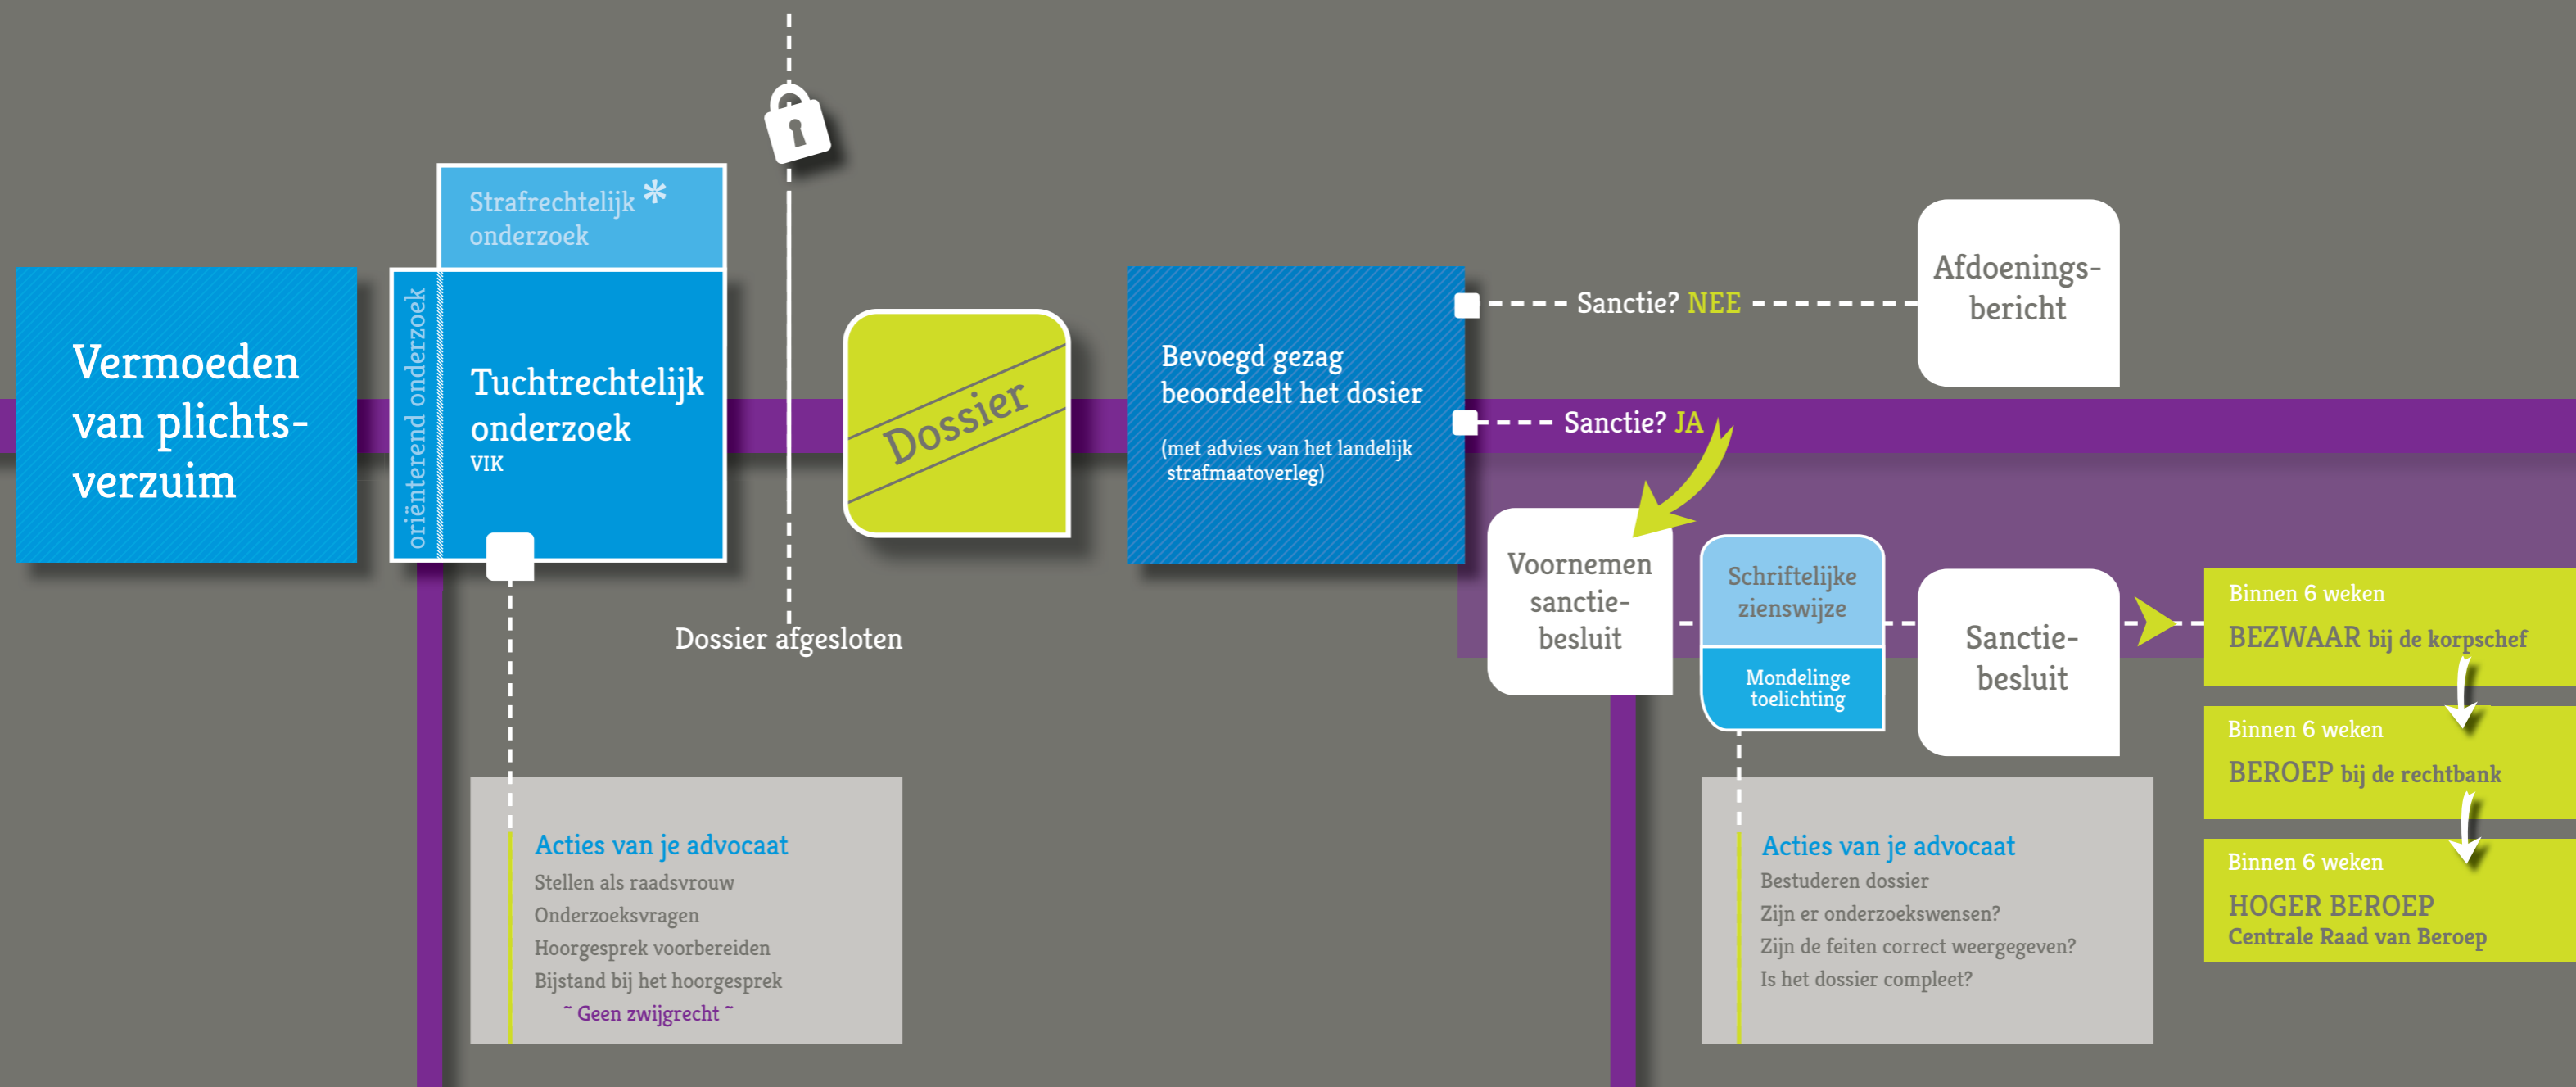 Vermoeden
van plichts-
verzuim
Strafrechtelijk *
onderzoek
oriënterend onderzoek
Tuchtrechtelijk
onderzoek
VIK
Dossier afgesloten
Dossier
Bevoegd gezag
beoordeelt het dosier
(met advies van het landelijk
strafmaatoverleg)
Sanctie? NEE
Afdoenings-
bericht
Sanctie? JA
Voornemen
sanctie-
besluit
Schriftelijke
zienswijze
Mondelinge
toelichting
Sanctie-
besluit
Binnen 6 weken
BEZWAAR bij de korpschef
Binnen 6 weken
BEROEP bij de rechtbank
Binnen 6 weken
HOGER BEROEP
Centrale Raad van Beroep
Acties van je advocaat
Stellen als raadsvrouw
Onderzoeksvragen
Hoorgesprek voorbereiden
Bijstand bij het hoorgesprek
~ Geen zwijgrecht ~
Acties van je advocaat
Bestuderen dossier
Zijn er onderzoekswensen?
Zijn de feiten correct weergegeven?
Is het dossier compleet?